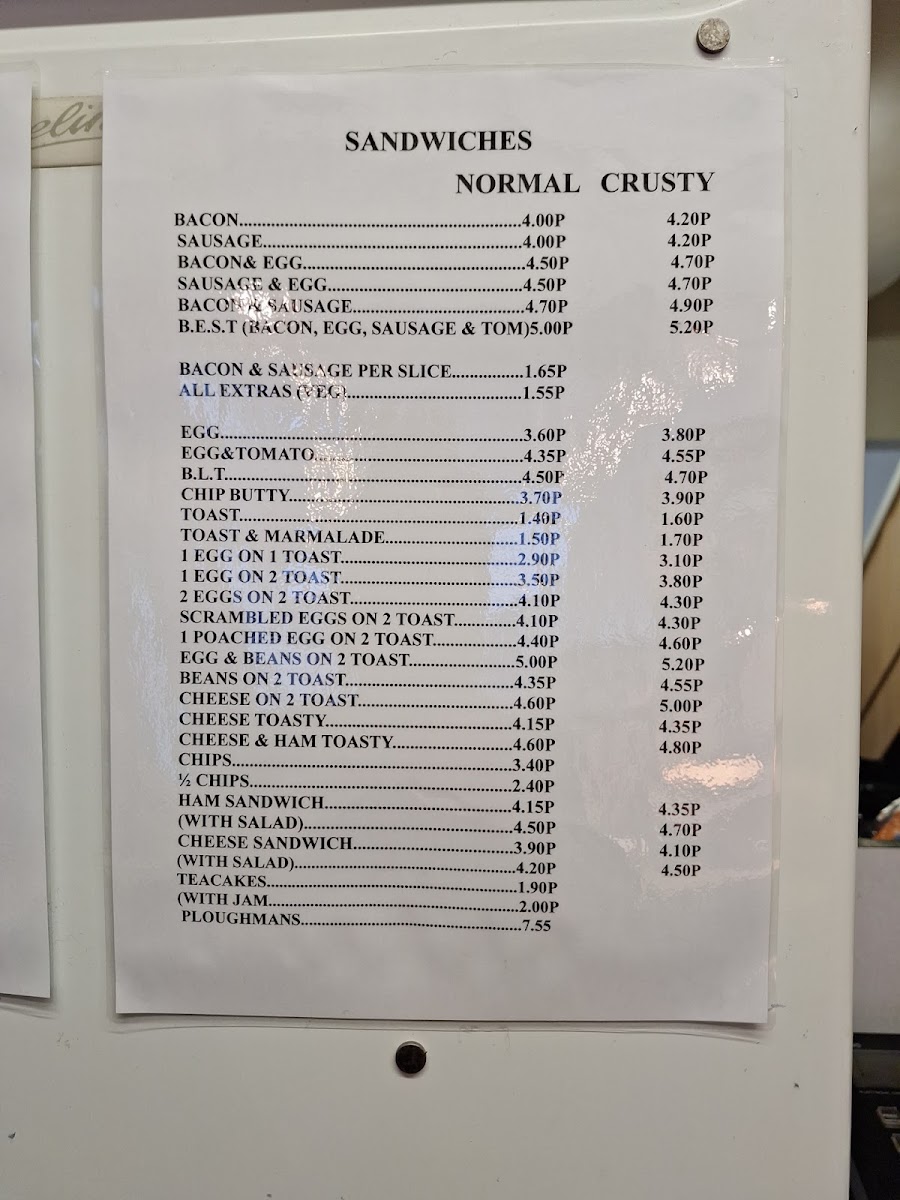 elin
SANDWICHES
NORMAL CRUSTY
BACON..........4.00P 4.20P
SAUSAGE..........4.00P 4.20P
BACON& EGG..........4.50P 4.70P
SAUSAGE & EGG..........4.50P 4.70P
BACON & SAUSAGE..........4.70P 4.90P
B.E.S.T (BACON, EGG, SAUSAGE & TOM)5.00P 5.20P
BACON & SAUSAGE PER SLICE..........1.65P
ALL EXTRAS (VEG)..........1.55P
EGG..........3.60P 3.80P
EGG&TOMATO..........4.35P 4.55P
B.L.T..........4.50P 4.70P
CHIP BUTTY..........3.70P 3.90P
TOAST..........1.40P 1.60P
TOAST & MARMALADE..........1.50P 1.70P
1 EGG ON 1 TOAST..........2.90P 3.10P
1 EGG ON 2 TOAST..........3.50P 3.80P
2 EGGS ON 2 TOAST..........4.10P 4.30P
SCRAMBLED EGGS ON 2 TOAST..........4.10P 4.30P
1 POACHED EGG ON 2 TOAST..........4.40P 4.60P
EGG & BEANS ON 2 TOAST..........5.00P 5.20P
BEANS ON 2 TOAST..........4.35P 4.55P
CHEESE ON 2 TOAST..........4.60P 5.00P
CHEESE TOASTY..........4.15P 4.35P
CHEESE & HAM TOASTY..........4.60P 4.80P
CHIPS..........3.40P
½ CHIPS..........2.40P
HAM SANDWICH..........4.15P 4.35P
(WITH SALAD)..........4.50P 4.70P
CHEESE SANDWICH..........3.90P 4.10P
(WITH SALAD)..........4.20P 4.50P
TEACAKES..........1.90P
(WITH JAM..........2.00P
PLOUGHMANS..........7.55